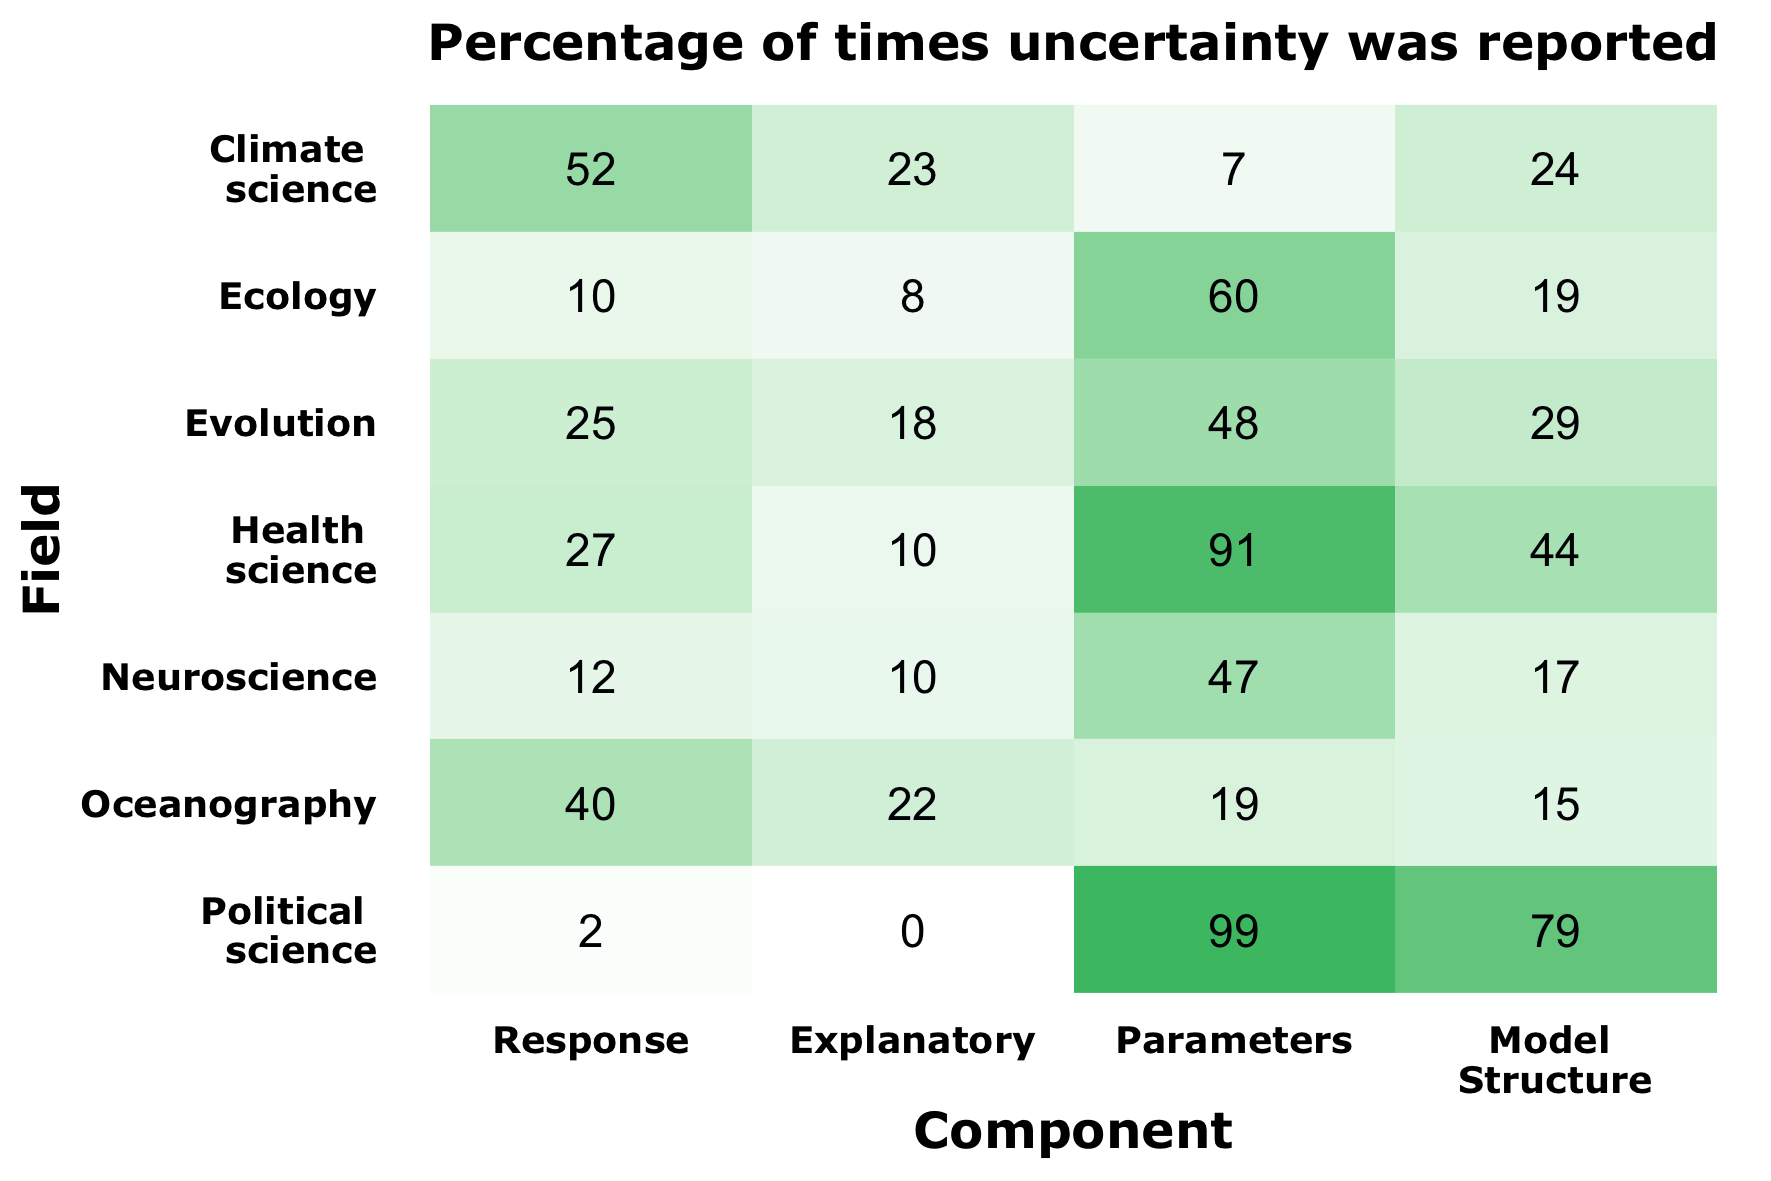 Percentage of times uncertainty was reported
Field
Climate
science
52 23 7 24
Ecology 10 8 60 19
Evolution 25 18 48 29
Health
science
27 10 91 44
Neuroscience 12 10 47 17
Oceanography 40 22 19 15
Political
science
2 0 99 79
Response Explanatory Parameters Model
Structure
Component